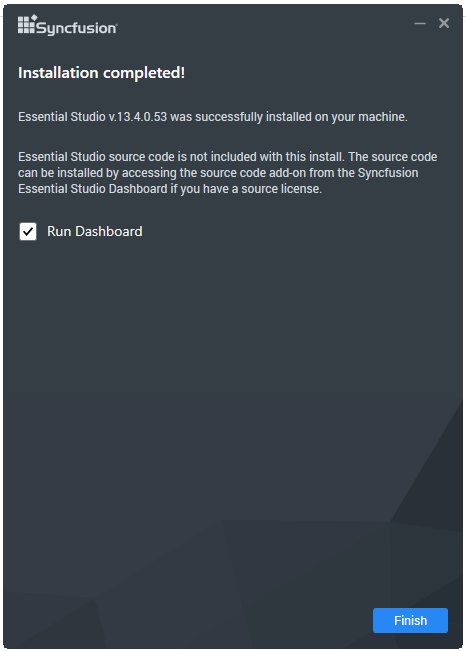 Syncfusion
Installation completed!
Essential Studio v.13.4.0.53 was successfully installed on your machine.
Essential Studio source code is not included with this install. The source code
can be installed by accessing the source code add-on from the Syncfusion
Essential Studio Dashboard if you have a source license.
Run Dashboard
Finish